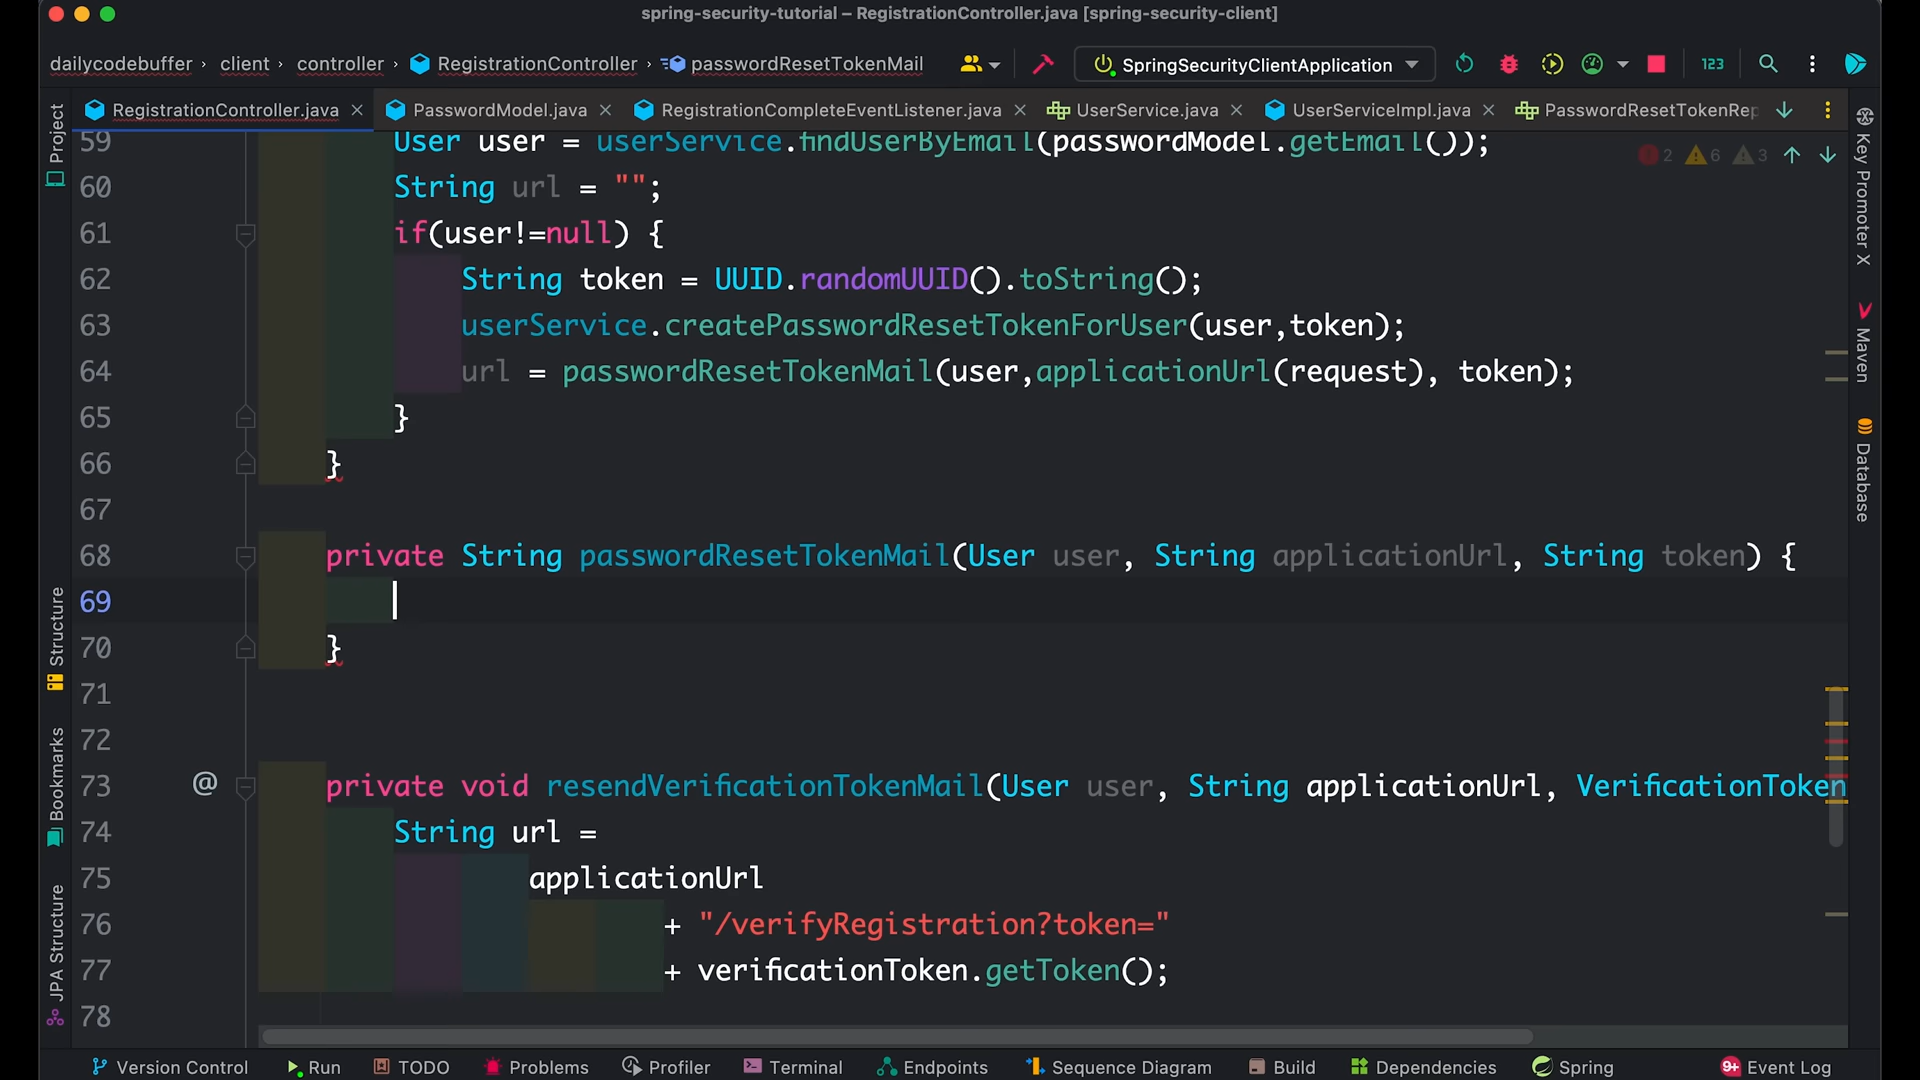 spring-security-tutorial – RegistrationController.java [spring-security-client]
dailycodebuffer › client › controller › RegistrationController › passwordResetTokenMail
SpringSecurityClientApplication
123
RegistrationController.java
PasswordModel.java
RegistrationCompleteEventListener.java
UserService.java
UserServiceImpl.java
PasswordResetTokenRep
2 6 3
59 User user = userService.findUserByEmail(passwordModel.getEmail());
60 String url = "";
61 if(user!=null) {
62 String token = UUID.randomUUID().toString();
63 userService.createPasswordResetTokenForUser(user,token);
64 url = passwordResetTokenMail(user,applicationUrl(request), token);
65 }
66 }
67
68 private String passwordResetTokenMail(User user, String applicationUrl, String token) {
69
70 }
71
72
73 @ private void resendVerificationTokenMail(User user, String applicationUrl, VerificationToken
74 String url =
75 applicationUrl
76 + "/verifyRegistration?token="
77 + verificationToken.getToken();
78
Project
Structure
Bookmarks
JPA Structure
Key Promoter X
Maven
Database
Version Control
Run
TODO
Problems
Profiler
Terminal
Endpoints
Sequence Diagram
Build
Dependencies
Spring
9+ Event Log